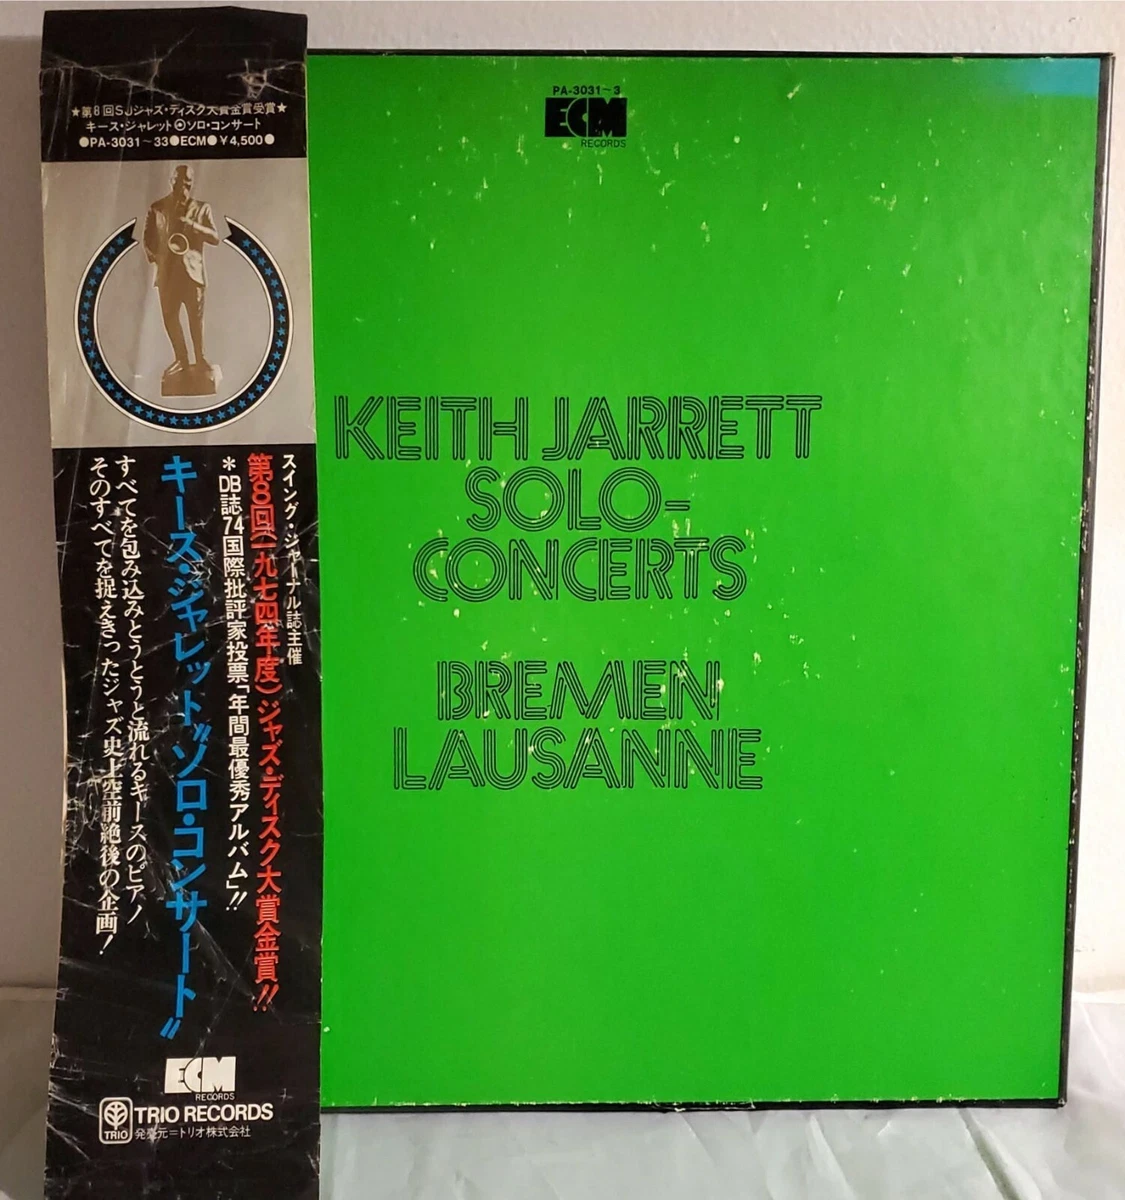 ★第8回SJジャズ・ディスク大賞金賞受賞★
キース・ジャレット●ソロ・コンサート
●PA-3031~33●ECM●¥4,500●
スイング・ジャーナル誌主催
第8回(一九七四年度)ジャズ・ディスク大賞金賞!!
*DB誌74国際批評家投票「年間最優秀アルバム」!!
キース・ジャレット"ソロ・コンサート"
すべてを包み込みとうとうと流れるキースのピアノ
そのすべてを捉えきったジャズ史上空前絶後の企画!
ECM
RECORDS
TRIO
TRIO RECORDS
発売元=トリオ株式会社
PA-3031~3
ECM
RECORDS
KEITH JARRETT
SOLO-
CONCERTS
BREMEN
LAUSANNE